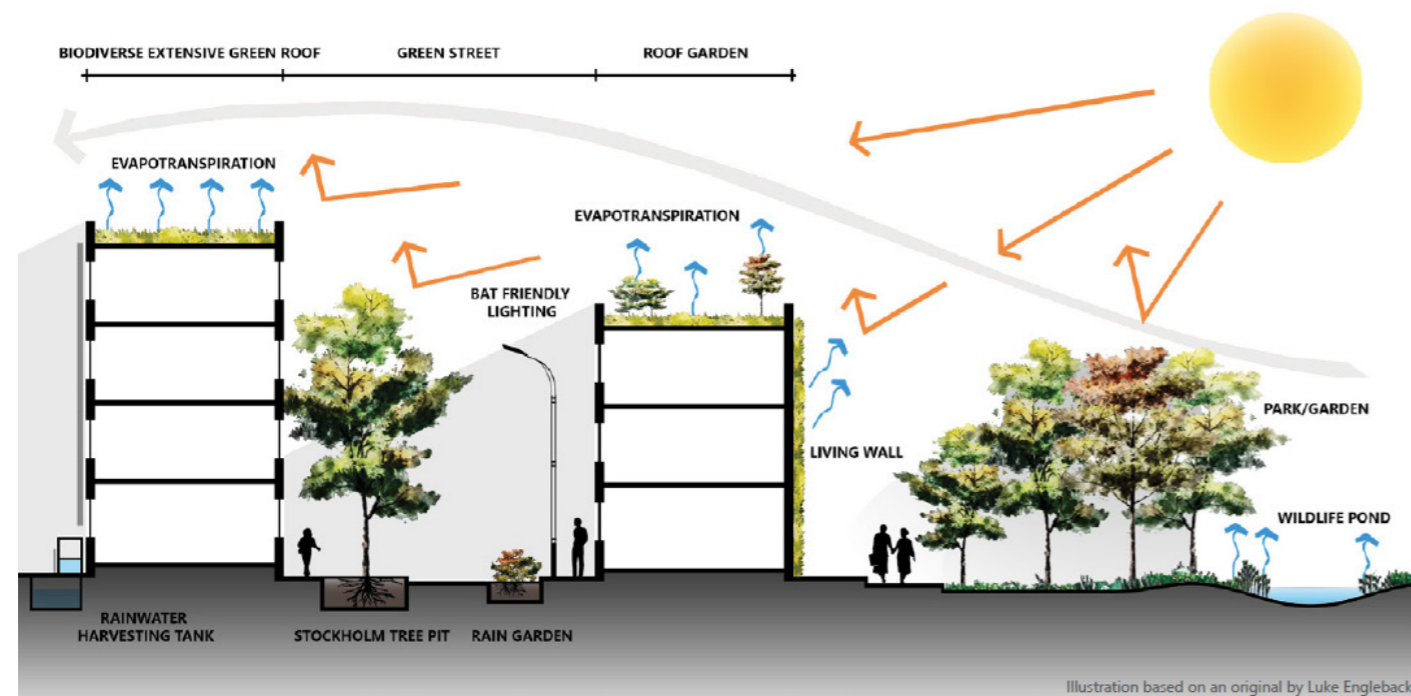 BIODIVERSE EXTENSIVE GREEN ROOF
GREEN STREET
ROOF GARDEN
EVAPOTRANSPIRATION
EVAPOTRANSPIRATION
BAT FRIENDLY
LIGHTING
PARK/GARDEN
LIVING WALL
WILDLIFE POND
RAINWATER
HARVESTING TANK
STOCKHOLM TREE PIT
RAIN GARDEN
Illustration based on an original by Luke Engleback